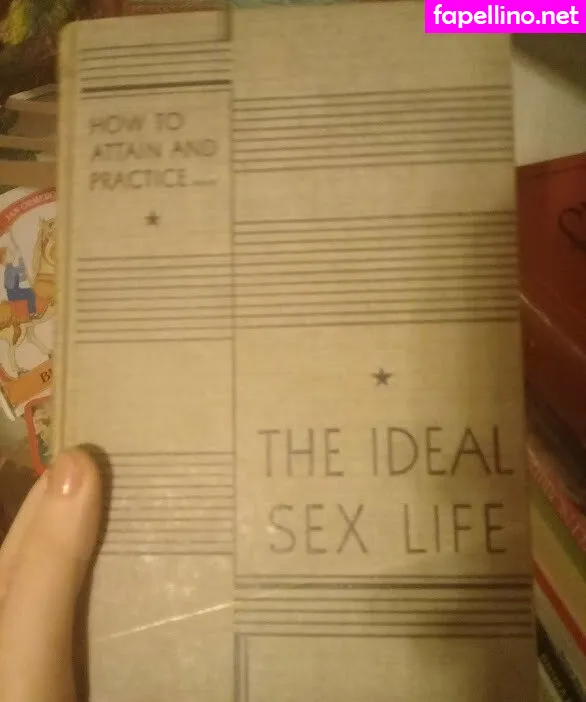 fapellino.net
HOW TO
ATTAIN AND
PRACTICE
THE IDEAL
SEX LIFE